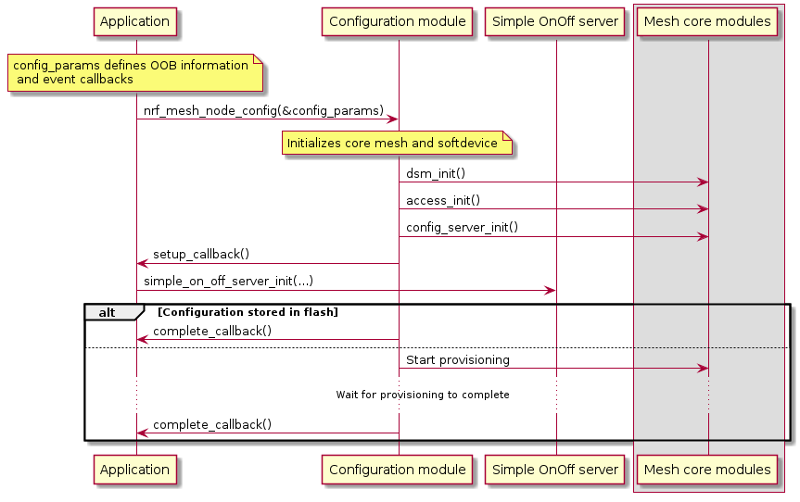 Application
Configuration module
Simple OnOff server
Mesh core modules
config_params defines OOB information
and event callbacks
nrf_mesh_node_config(&config_params)
Initializes core mesh and softdevice
dsm_init()
access_init()
config_server_init()
setup_callback()
simple_on_off_server_init(...)
alt
[Configuration stored in flash]
complete_callback()
Start provisioning
Wait for provisioning to complete
complete_callback()
Application
Configuration module
Simple OnOff server
Mesh core modules